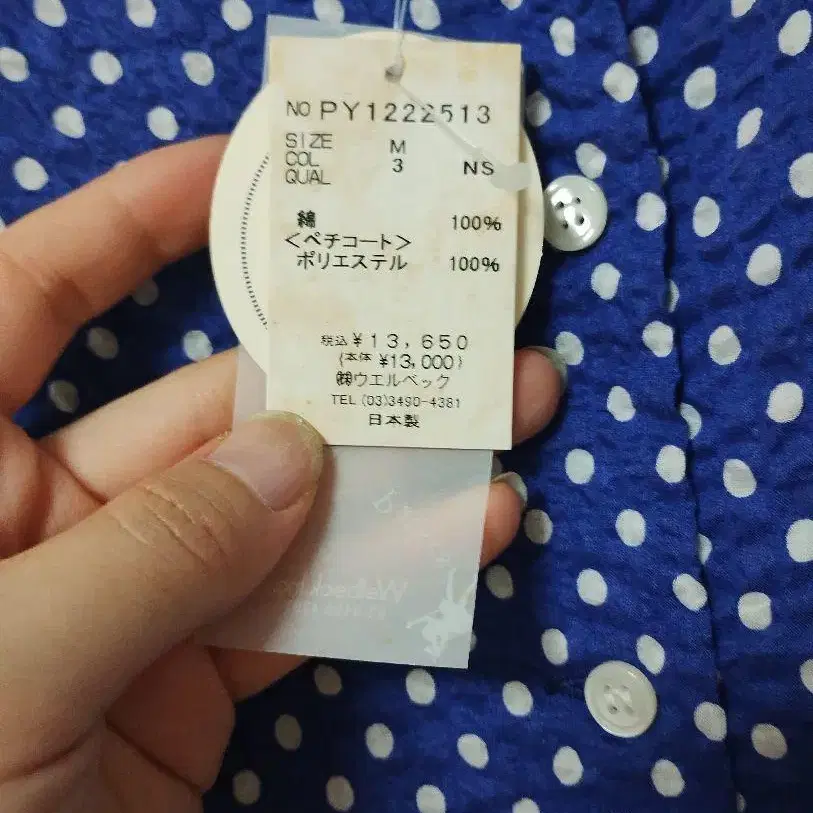 NO PY1222513
SIZE M
COL 3 NS
QUAL
綿 100%
＜ペチコート＞
ポリエステル 100%
税込 ¥13,650
(本体 ¥13,000)
㈱ウエルベック
TEL (03)3490-4381
日本製